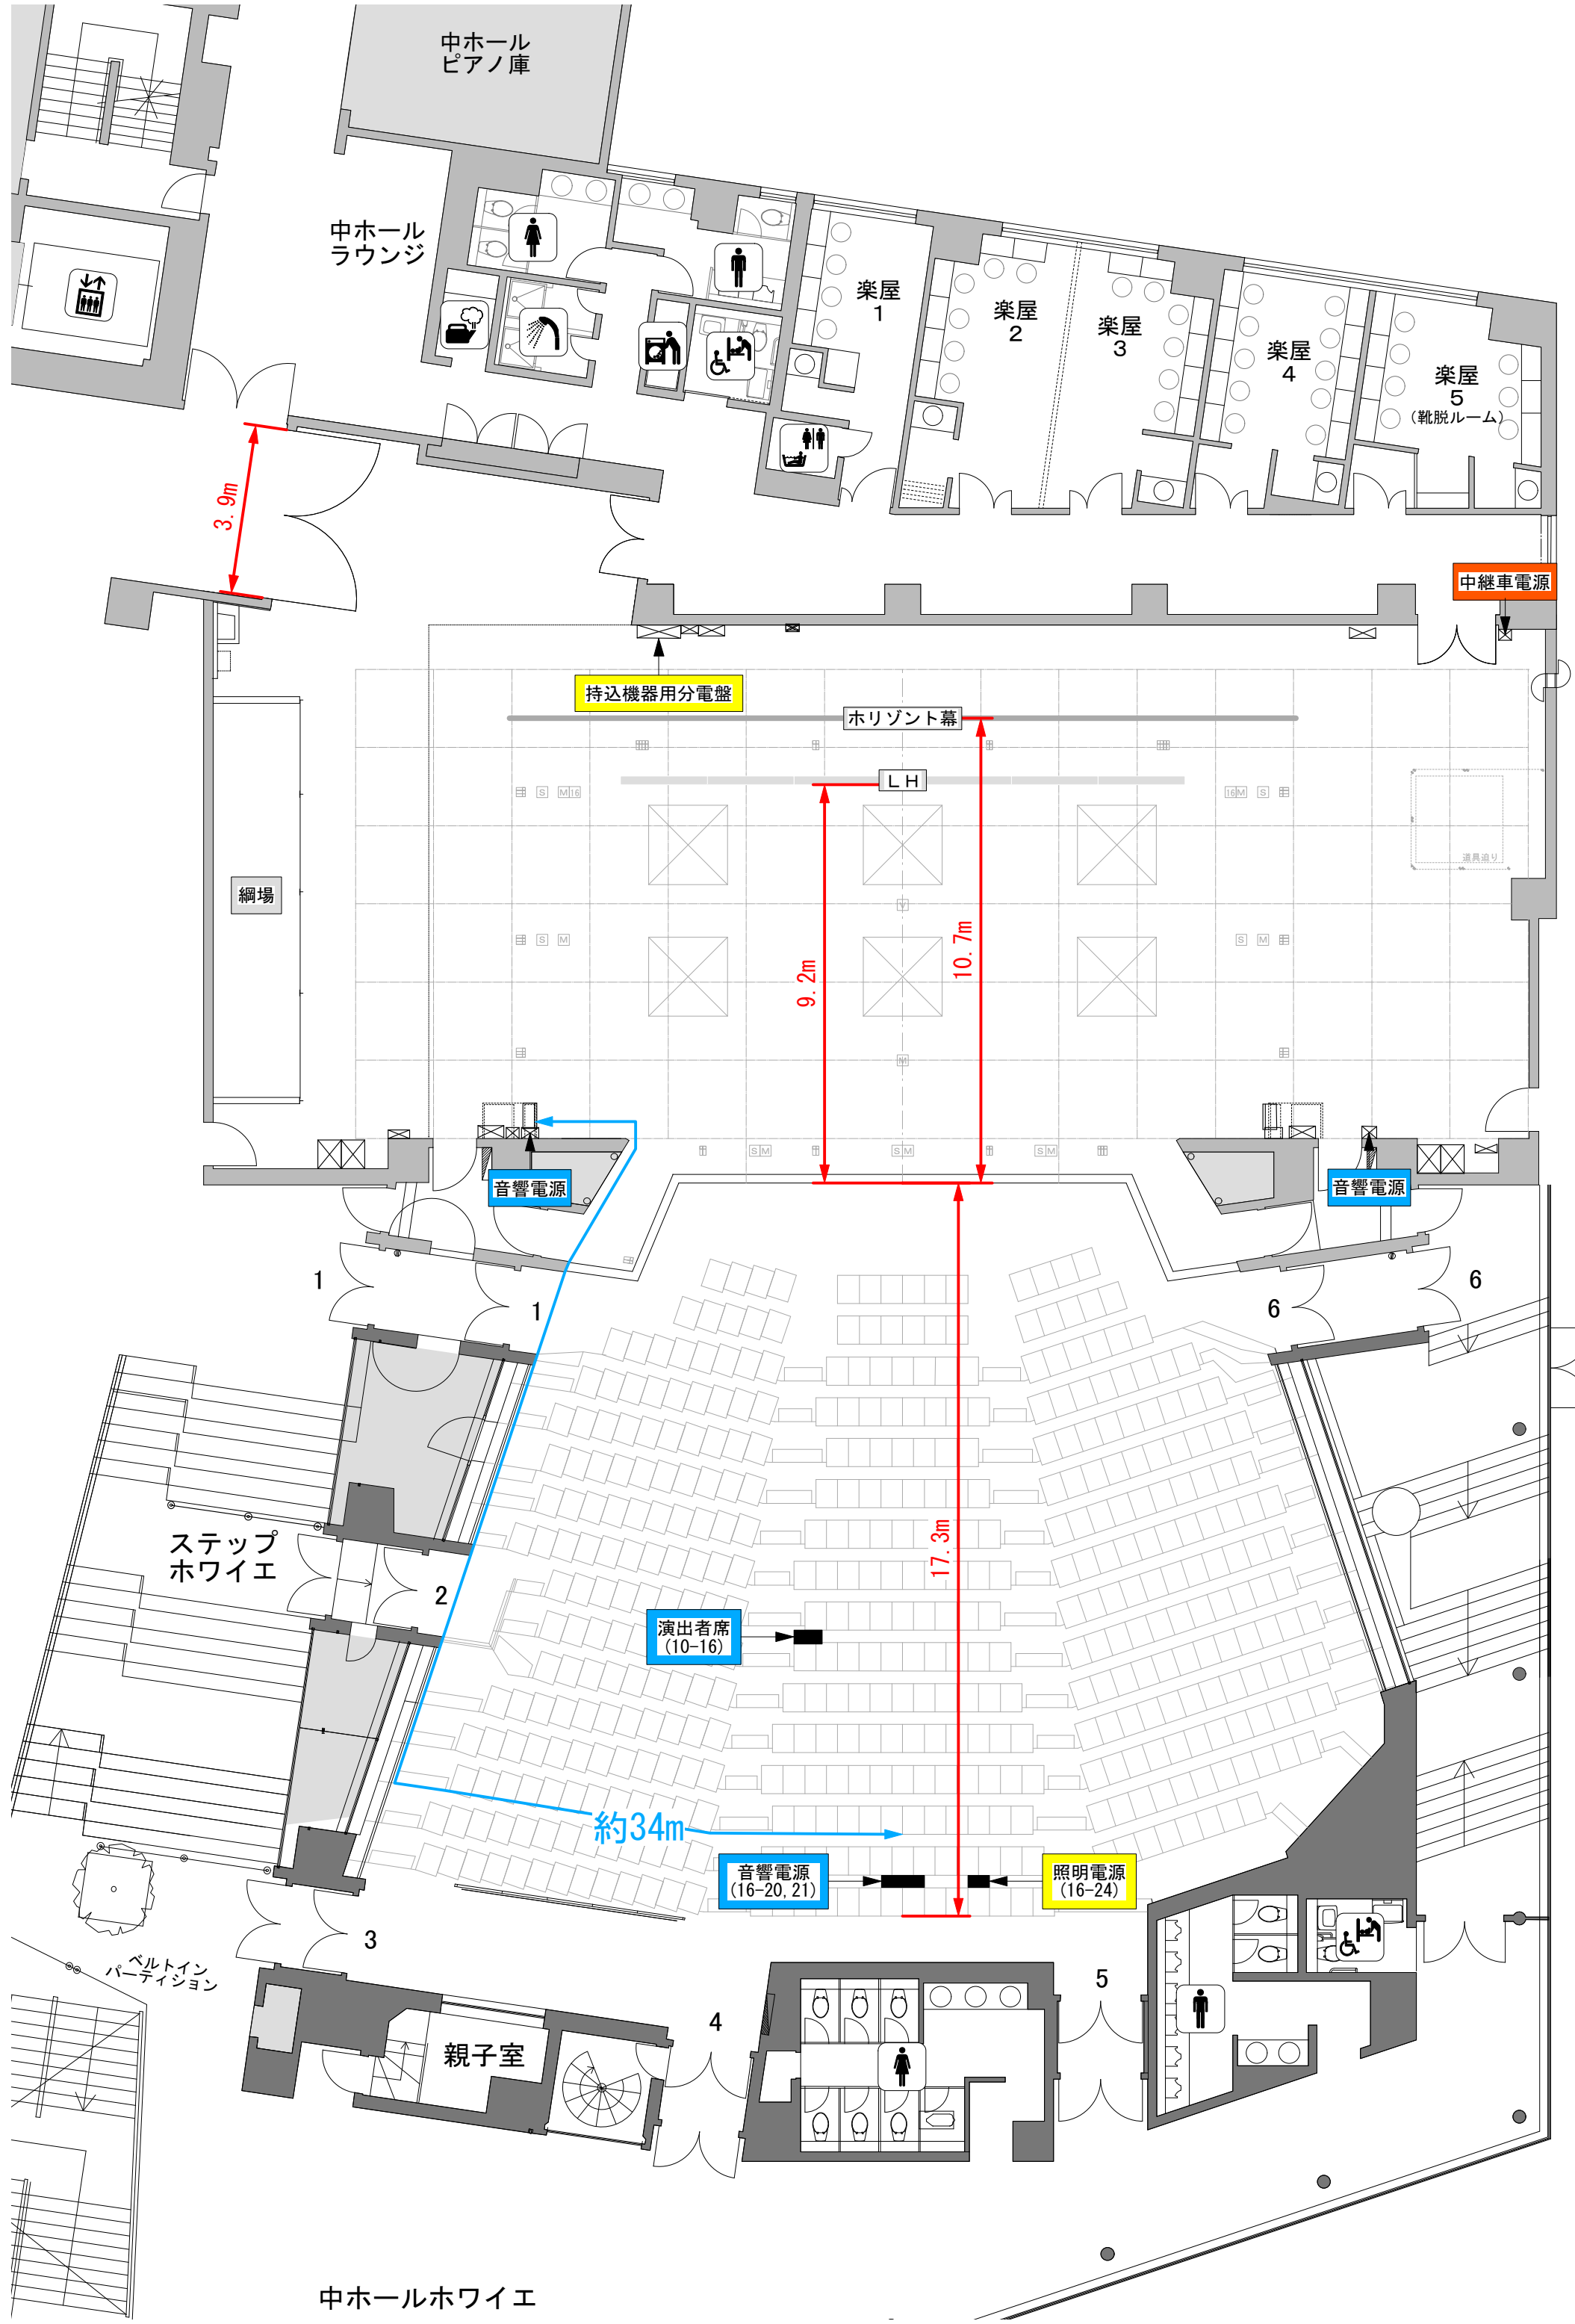 中ホール
ピアノ庫
中ホール
ラウンジ
楽屋
1
楽屋
2
楽屋
3
楽屋
4
楽屋
5
(靴脱ルーム)
3.9m
中継車電源
持込機器用分電盤
ホリゾント幕
LH
S
M
16
16
M
S
道具迫り
綱場
V
S
M
S
M
10.7m
9.2m
M
S M
S M
S M
音響電源
音響電源
1
1
6
6
17.3m
ステップ
ホワイエ
2
演出者席
(10-16)
約34m
音響電源
(16-20,21)
照明電源
(16-24)
3
ベルトイン
パーティション
4
5
親子室
中ホールホワイエ